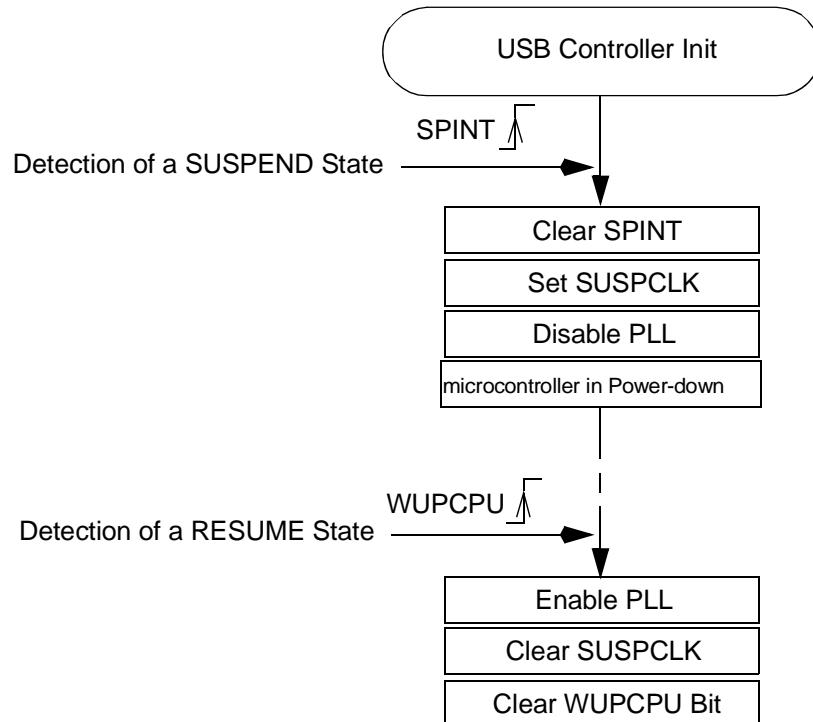 USB Controller Init
SPINT
Detection of a SUSPEND State
Clear SPINT
Set SUSPCLK
Disable PLL
microcontroller in Power-down
WUPCPU
Detection of a RESUME State
Enable PLL
Clear SUSPCLK
Clear WUPCPU Bit